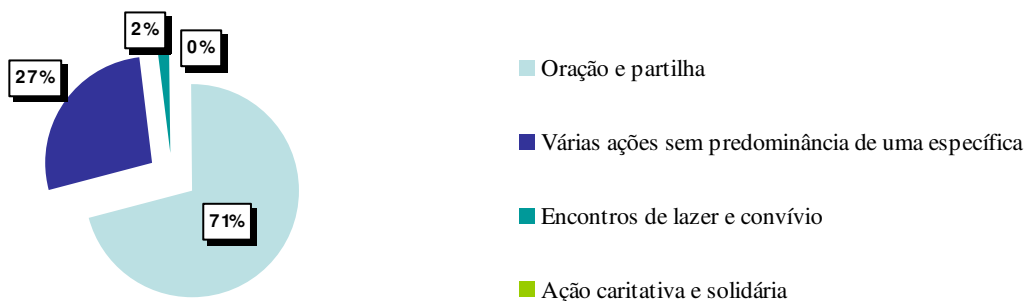 2%
0%
27%
71%
Oração e partilha
Várias ações sem predominância de uma específica
Encontros de lazer e convívio
Ação caritativa e solidária